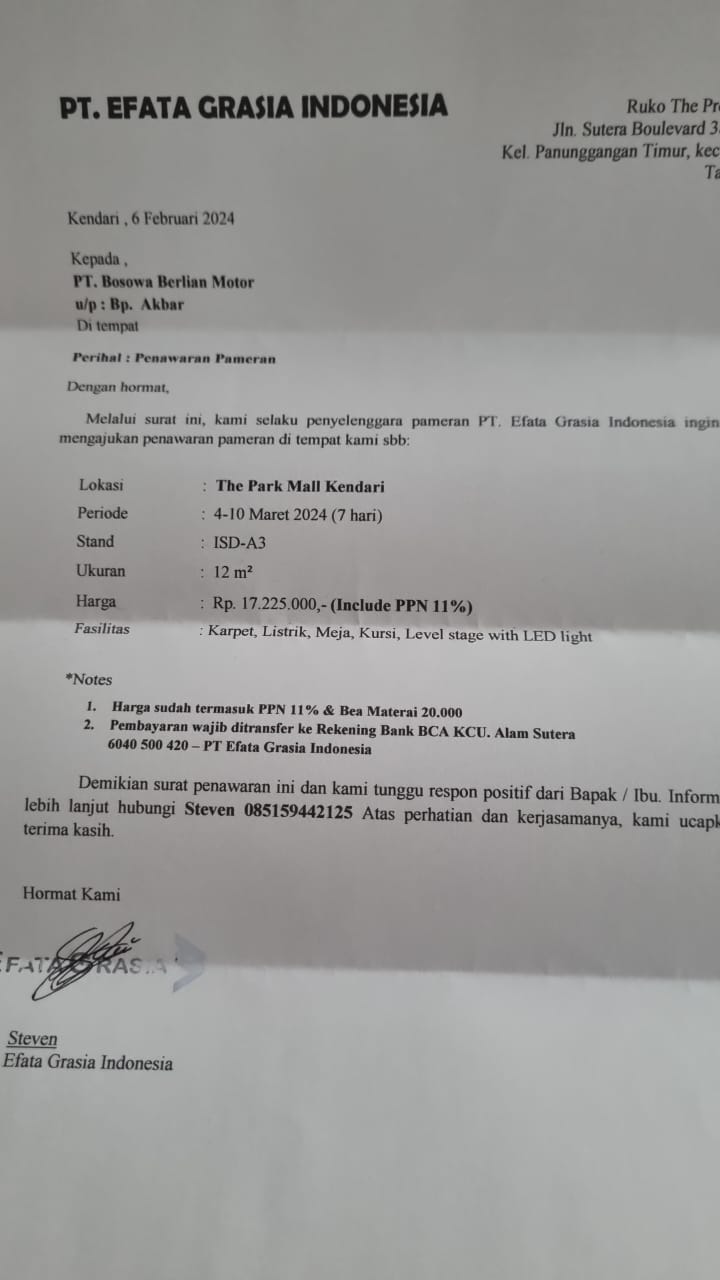 PT. EFATA GRASIA INDONESIA
Ruko The Pr
Jln. Sutera Boulevard 3
Kel. Panunggangan Timur, kec
Ta
Kendari , 6 Februari 2024
Kepada ,
PT. Bosowa Berlian Motor
u/p : Bp. Akbar
Di tempat
Perihal : Penawaran Pameran
Dengan hormat,
Melalui surat ini, kami selaku penyelenggara pameran PT. Efata Grasia Indonesia ingin
mengajukan penawaran pameran di tempat kami sbb:
Lokasi : The Park Mall Kendari
Periode : 4-10 Maret 2024 (7 hari)
Stand : ISD-A3
Ukuran : 12 m²
Harga : Rp. 17.225.000,- (Include PPN 11%)
Fasilitas : Karpet, Listrik, Meja, Kursi, Level stage with LED light
*Notes
1. Harga sudah termasuk PPN 11% & Bea Materai 20.000
2. Pembayaran wajib ditransfer ke Rekening Bank BCA KCU. Alam Sutera
6040 500 420 – PT Efata Grasia Indonesia
Demikian surat penawaran ini dan kami tunggu respon positif dari Bapak / Ibu. Inform
lebih lanjut hubungi Steven 085159442125 Atas perhatian dan kerjasamanya, kami ucapk
terima kasih.
Hormat Kami
EFATA GRASIA
Steven
Efata Grasia Indonesia